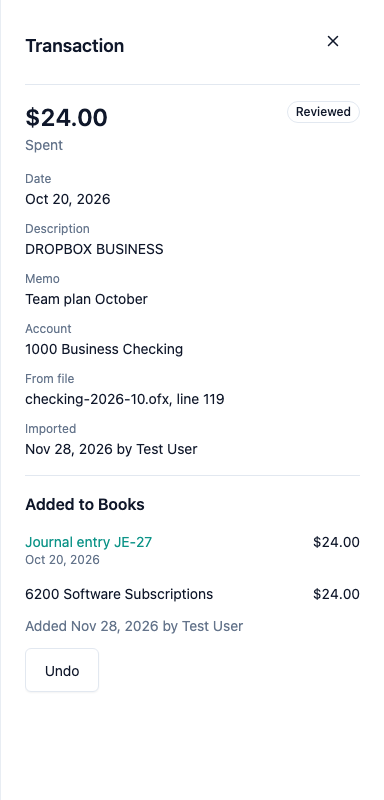 Transaction
$24.00
Reviewed
Spent
Date
Oct 20, 2026
Description
DROPBOX BUSINESS
Memo
Team plan October
Account
1000 Business Checking
From file
checking-2026-10.ofx, line 119
Imported
Nov 28, 2026 by Test User
Added to Books
Journal entry JE-27 $24.00
Oct 20, 2026
6200 Software Subscriptions $24.00
Added Nov 28, 2026 by Test User
Undo